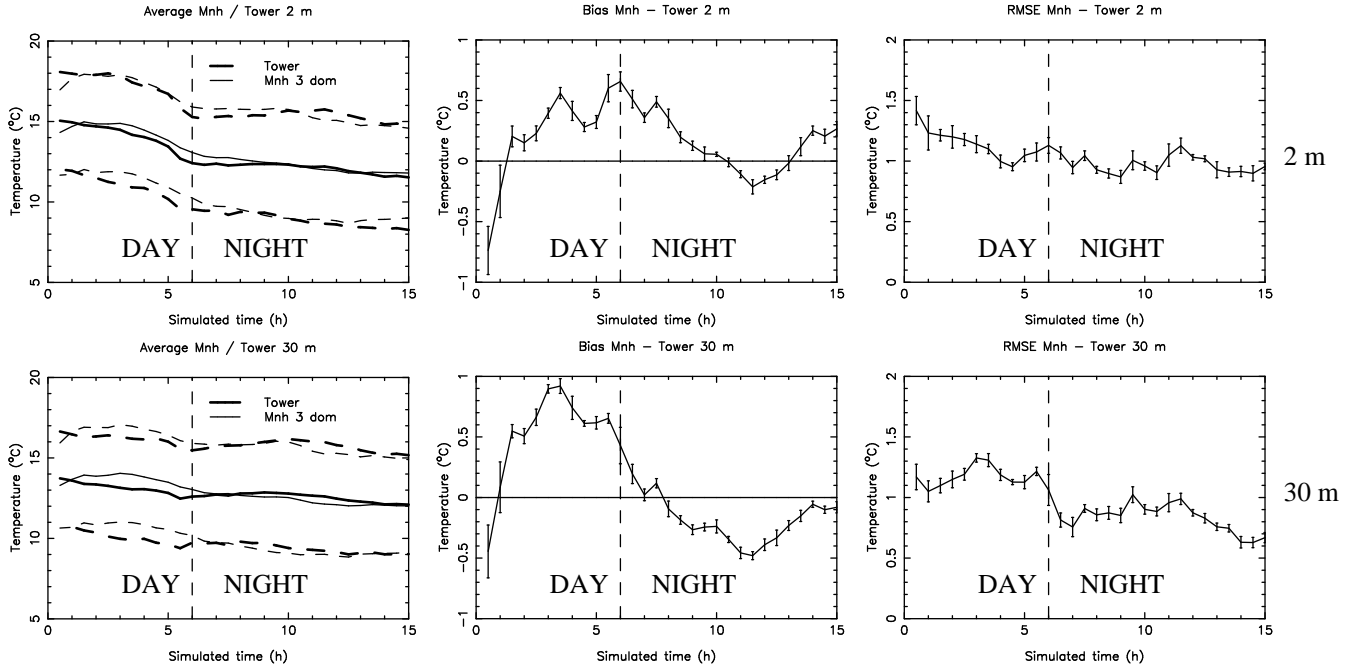 Average Mnh / Tower 2 m
Temperature (°C)
20
15
10
5
Tower
Mnh 3 dom
DAY
NIGHT
0
5
10
15
Simulated time (h)
Bias Mnh – Tower 2 m
Temperature (°C)
1
0.5
0
−0.5
−1
DAY
NIGHT
0
5
10
15
Simulated time (h)
RMSE Mnh – Tower 2 m
Temperature (°C)
2
1.5
1
0.5
0
DAY
NIGHT
0
5
10
15
Simulated time (h)
2 m
Average Mnh / Tower 30 m
Temperature (°C)
20
15
10
5
Tower
Mnh 3 dom
DAY
NIGHT
0
5
10
15
Simulated time (h)
Bias Mnh – Tower 30 m
Temperature (°C)
1
0.5
0
−0.5
−1
DAY
NIGHT
0
5
10
15
Simulated time (h)
RMSE Mnh – Tower 30 m
Temperature (°C)
2
1.5
1
0.5
0
DAY
NIGHT
0
5
10
15
Simulated time (h)
30 m